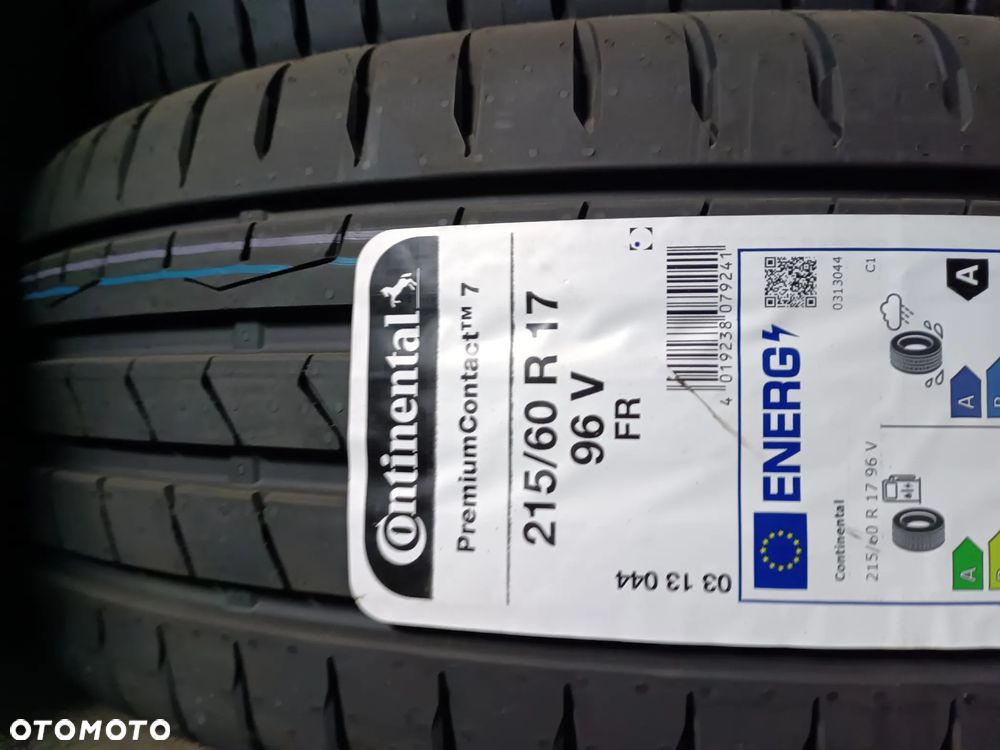 Continental
PremiumContact™ 7
215/60 R 17
96 V
FR
03 13 044
4 019238 079241
ENERG
0313044
C1
Continental
215/60 R 17 96 V
A
A
A
OTOMOTO